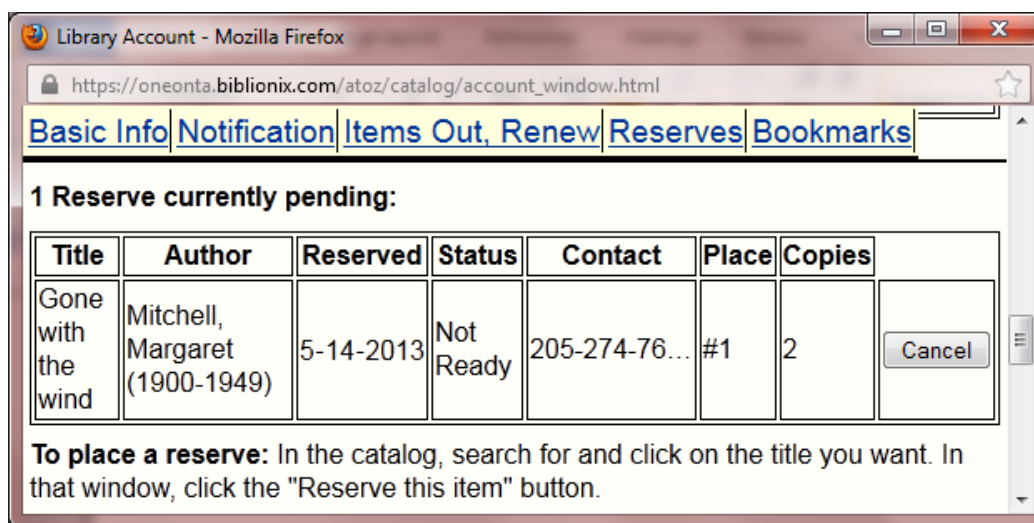 Library Account - Mozilla Firefox
https://oneonta.biblionix.com/atoz/catalog/account_window.html
Basic Info Notification Items Out, Renew Reserves Bookmarks
1 Reserve currently pending:
Title Author Reserved Status Contact Place Copies
Gone with the wind Mitchell, Margaret (1900-1949) 5-14-2013 Not Ready 205-274-76... #1 2 Cancel
To place a reserve: In the catalog, search for and click on the title you want. In
that window, click the "Reserve this item" button.